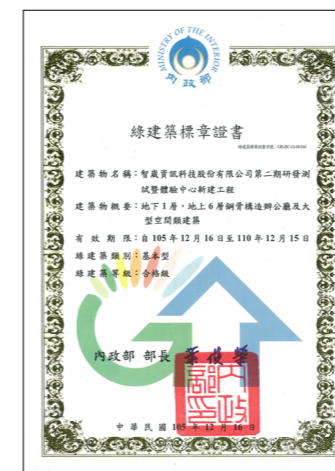 MINISTRY OF THE INTERIOR
內政部
綠建築標章證書
建築物名稱：智崴資訊科技股份有限公司第二期研發測
試暨體驗中心新建工程
建築物概要：地下1層，地上6層鋼骨構造辦公廳及大
型空間類建築
有效期限：自105年12月16日至110年12月15日
綠建築類別：基本型
綠建築等級：合格級
內政部 部長 葉俊榮
內政部印
中華民國105年12月16日